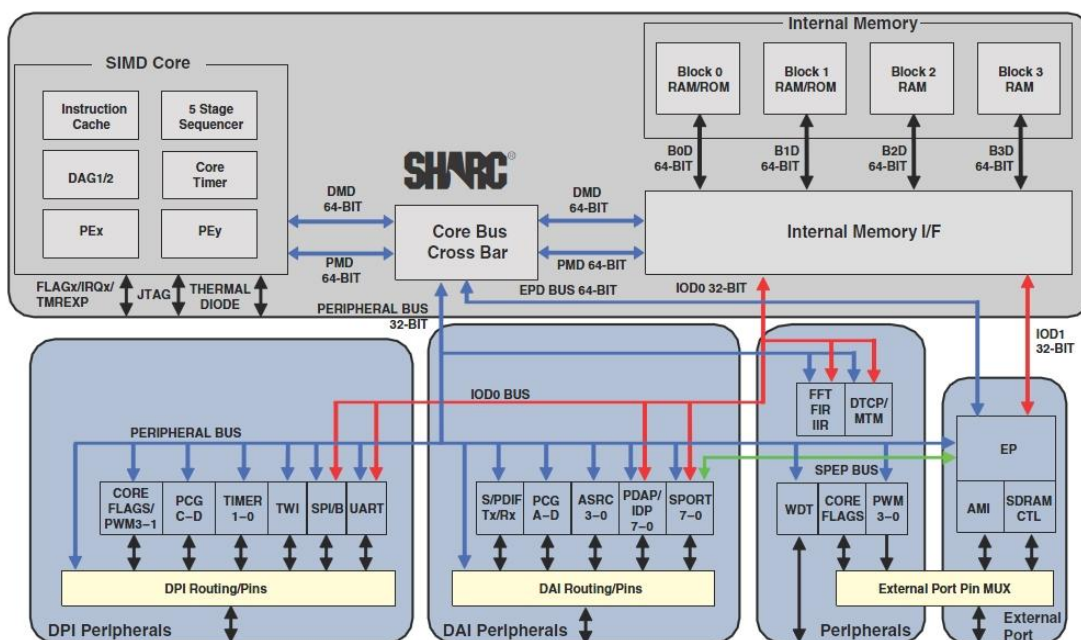 Internal Memory
SIMD Core
Block 0
RAM/ROM
Block 1
RAM/ROM
Block 2
RAM
Block 3
RAM
Instruction
Cache
5 Stage
Sequencer
DAG1/2
Core
Timer
PEx
PEy
SHARC®
B0D
64-BIT
B1D
64-BIT
B2D
64-BIT
B3D
64-BIT
DMD
64-BIT
DMD
64-BIT
Core Bus
Cross Bar
Internal Memory I/F
PMD
64-BIT
PMD 64-BIT
FLAGx/IRQx/
TMREXP
JTAG
THERMAL
DIODE
EPD BUS 64-BIT
IOD0 32-BIT
PERIPHERAL BUS
32-BIT
IOD1
32-BIT
IOD0 BUS
FFT
FIR
IIR
DTCP/
MTM
PERIPHERAL BUS
EP
SPEP BUS
CORE
FLAGS/
PWM3–1
PCG
C–D
TIMER
1–0
TWI
SPI/B
UART
S/PDIF
Tx/Rx
PCG
A–D
ASRC
3–0
PDAP/
IDP
7–0
SPORT
7–0
WDT
CORE
FLAGS
PWM
3–0
AMI
SDRAM
CTL
DPI Routing/Pins
DAI Routing/Pins
External Port Pin MUX
DPI Peripherals
DAI Peripherals
Peripherals
External
Port